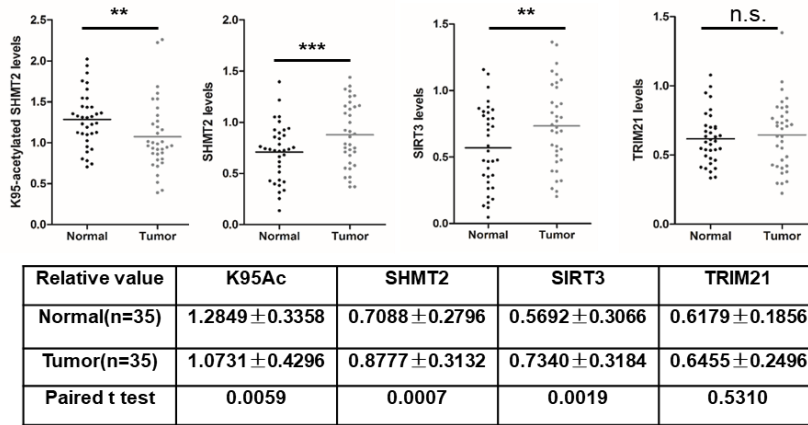 **
K95-acetylated SHMT2 levels
2.5
2.0
1.5
1.0
0.5
0.0
Normal Tumor
***
SHMT2 levels
2.0
1.5
1.0
0.5
0.0
Normal Tumor
**
SIRT3 levels
1.5
1.0
0.5
0.0
Normal Tumor
n.s.
TRIM21 levels
1.5
1.0
0.5
0.0
Normal Tumor
Relative value K95Ac SHMT2 SIRT3 TRIM21
Normal(n=35) 1.2849±0.3358 0.7088±0.2796 0.5692±0.3066 0.6179±0.1856
Tumor(n=35) 1.0731±0.4296 0.8777±0.3132 0.7340±0.3184 0.6455±0.2496
Paired t test 0.0059 0.0007 0.0019 0.5310